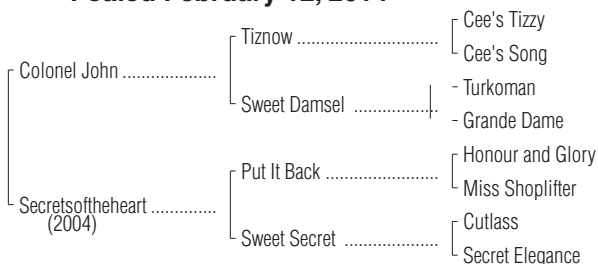 Foaled February 12,
Cee's Tizzy
Tiznow ................................
Cee's Song
Colonel John ...................
Turkoman
Sweet Damsel ...................
Grande Dame
Honour and Glory
Put It Back .........................
Miss Shoplifter
Secretsoftheheart .............
(2004)
Cutlass
Sweet Secret .....................
Secret Elegance